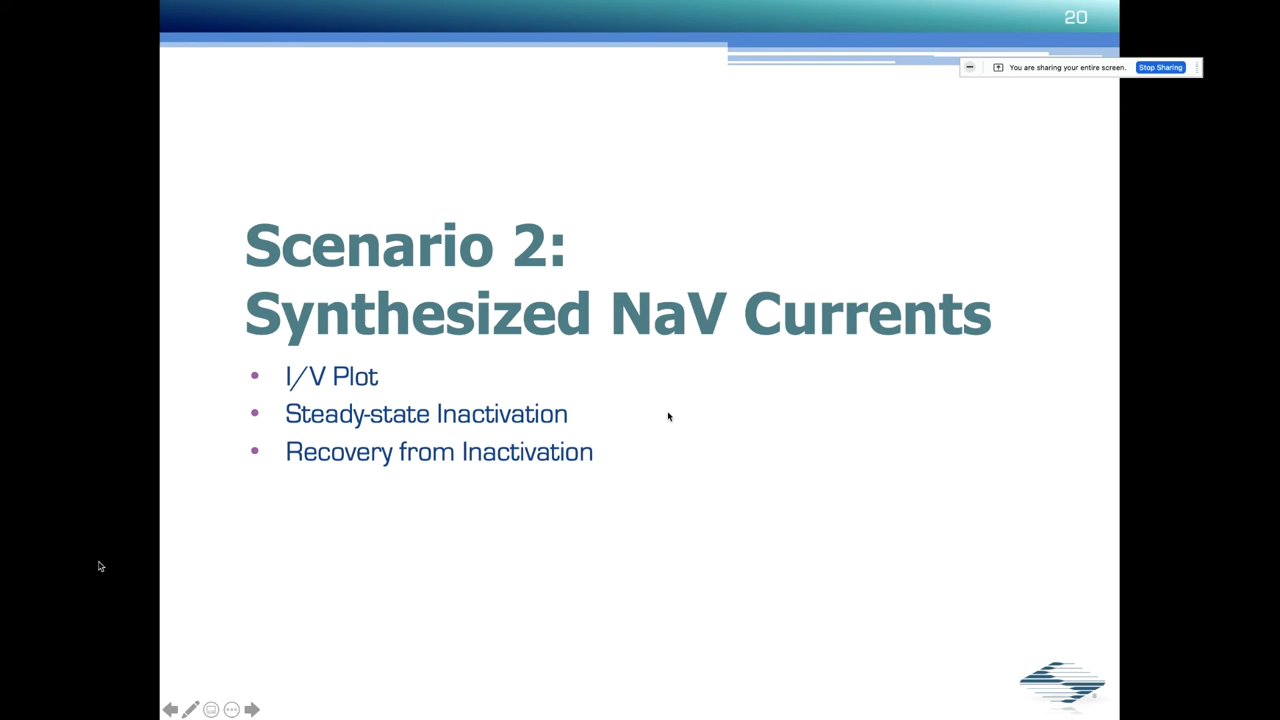 20
You are sharing your entire screen.
Stop Sharing
Scenario 2:
Synthesized NaV Currents
• I/V Plot
• Steady-state Inactivation
• Recovery from Inactivation